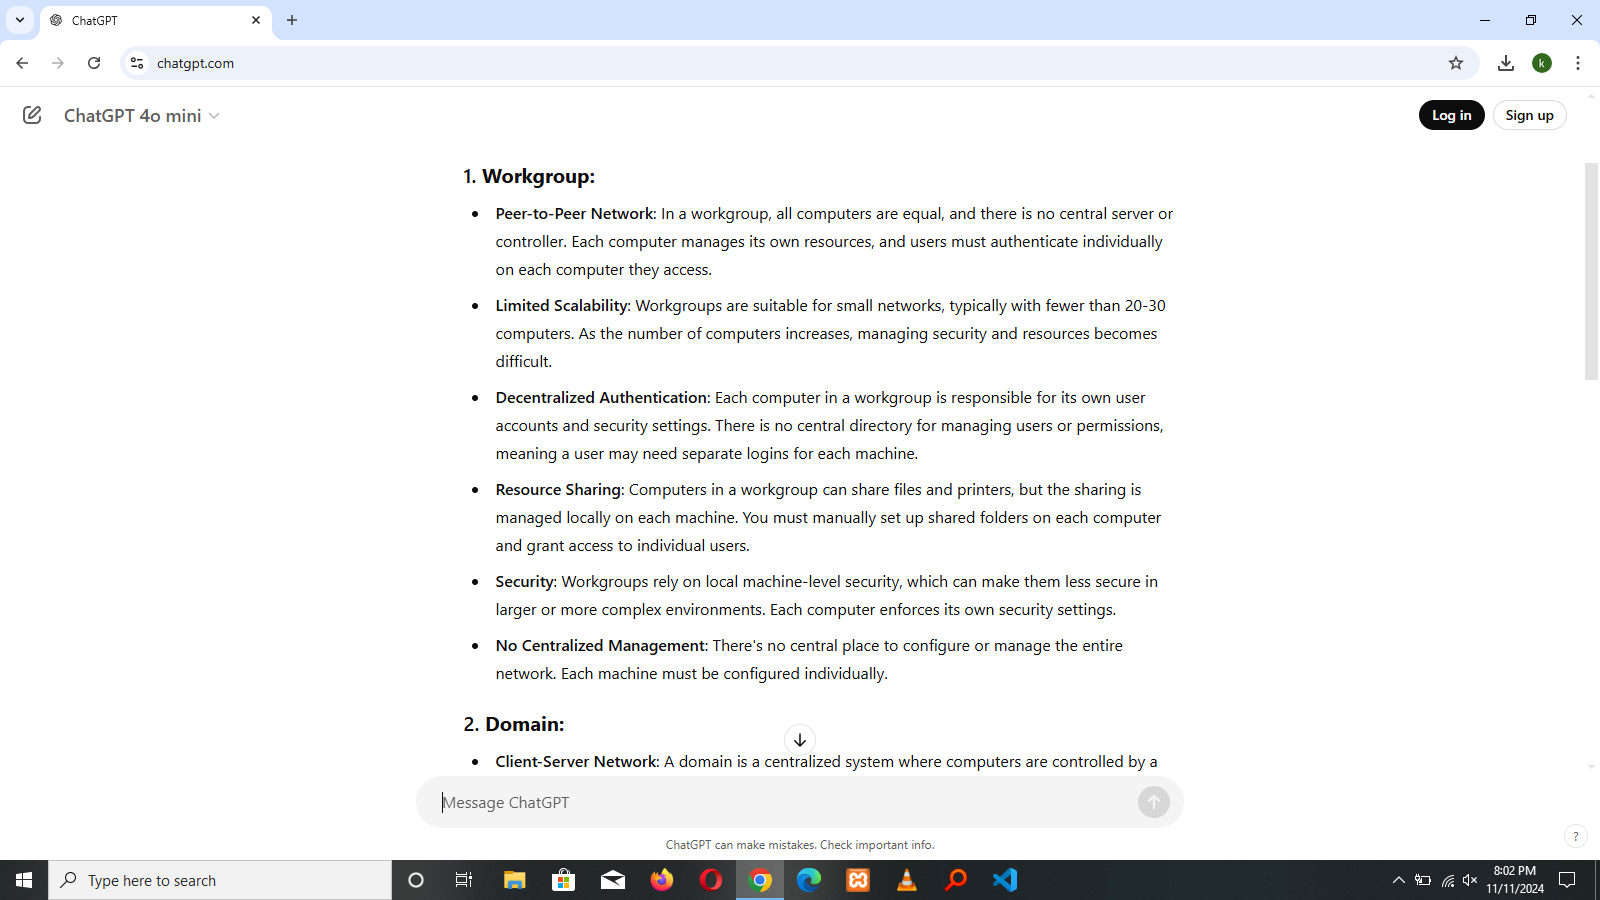 ChatGPT
chatgpt.com
k
ChatGPT 4o mini
Log in
Sign up
1. Workgroup:
• Peer-to-Peer Network: In a workgroup, all computers are equal, and there is no central server or
controller. Each computer manages its own resources, and users must authenticate individually
on each computer they access.
• Limited Scalability: Workgroups are suitable for small networks, typically with fewer than 20-30
computers. As the number of computers increases, managing security and resources becomes
difficult.
• Decentralized Authentication: Each computer in a workgroup is responsible for its own user
accounts and security settings. There is no central directory for managing users or permissions,
meaning a user may need separate logins for each machine.
• Resource Sharing: Computers in a workgroup can share files and printers, but the sharing is
managed locally on each machine. You must manually set up shared folders on each computer
and grant access to individual users.
• Security: Workgroups rely on local machine-level security, which can make them less secure in
larger or more complex environments. Each computer enforces its own security settings.
• No Centralized Management: There's no central place to configure or manage the entire
network. Each machine must be configured individually.
2. Domain:
• Client-Server Network: A domain is a centralized system where computers are controlled by a
Message ChatGPT
ChatGPT can make mistakes. Check important info.
?
Type here to search
8:02 PM
11/11/2024